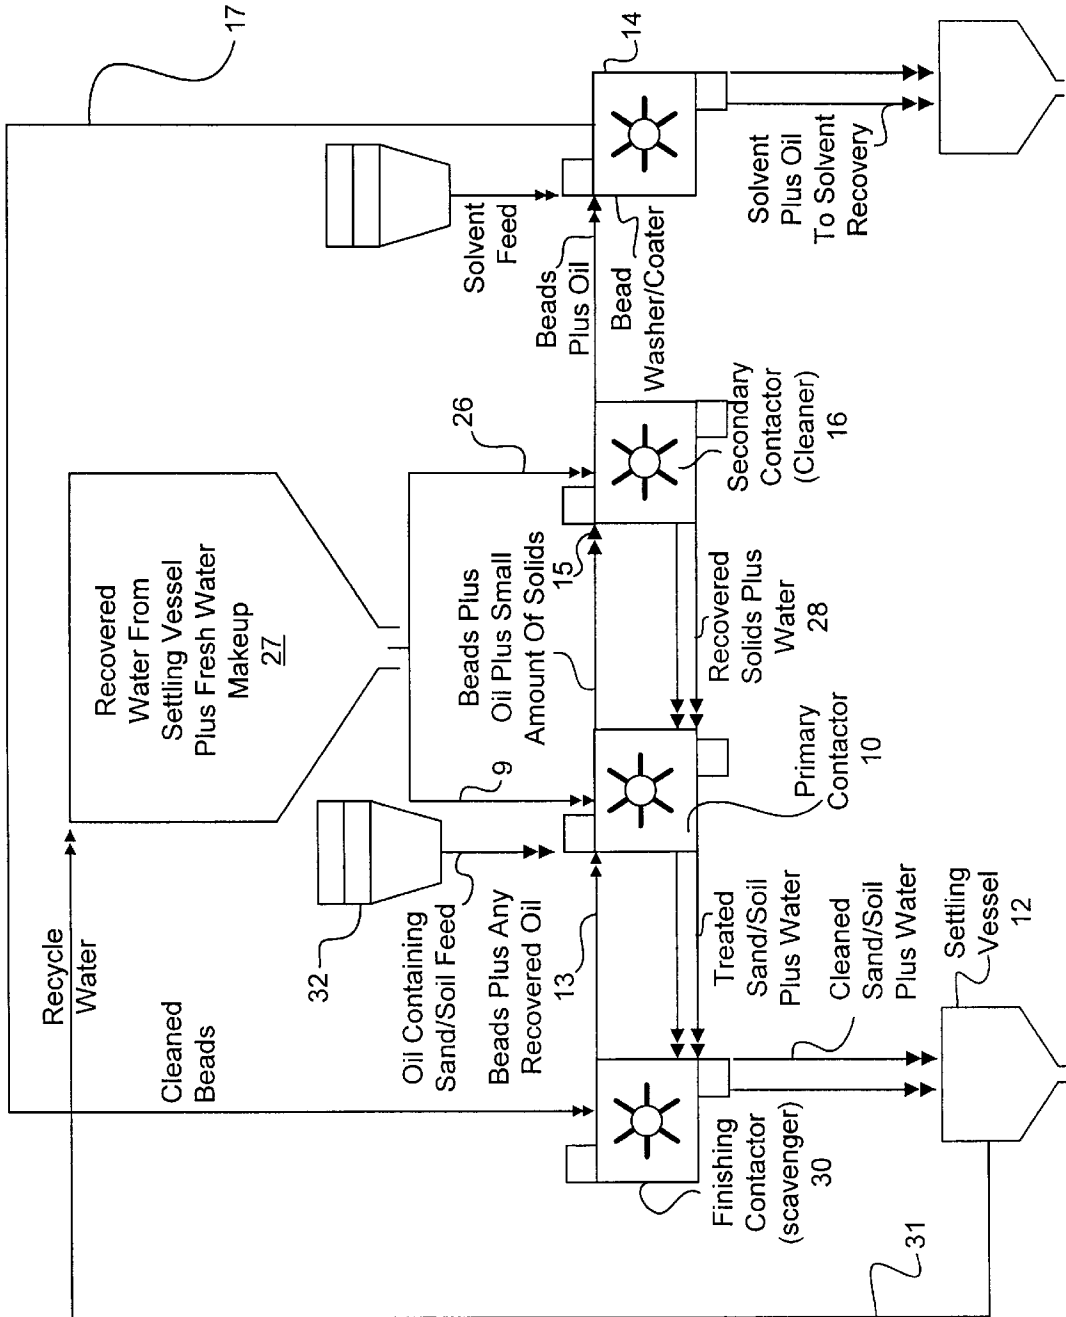 17
14
Solvent
Feed
Beads
Plus Oil
Bead
Washer/Coater
Solvent
Plus Oil
To Solvent
Recovery
26
Recovered
Water From
Settling Vessel
Plus Fresh Water
Makeup
27
Beads Plus
Oil Plus Small
Amount Of Solids
15
Secondary
Contactor
(Cleaner)
16
Recovered
Solids Plus
Water
28
9
Primary
Contactor
10
Recycle
Water
32
Oil Containing
Sand/Soil Feed
Beads Plus Any
Recovered Oil
13
Treated
Sand/Soil
Plus Water
Cleaned
Sand/Soil
Plus Water
Settling
Vessel
12
Cleaned
Beads
Finishing
Contactor
(scavenger)
30
31